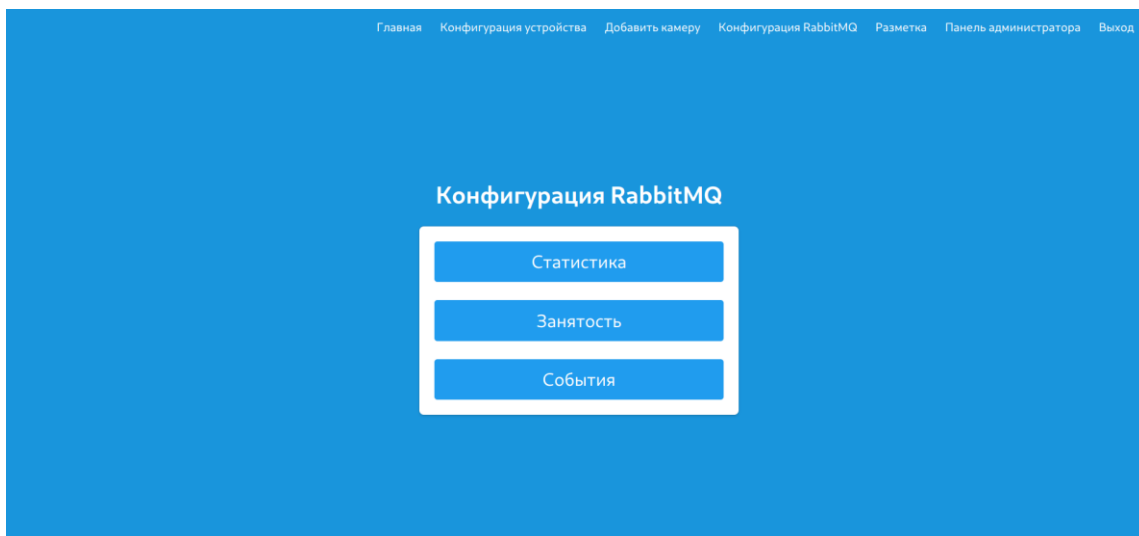 Главная Конфигурация устройства Добавить камеру Конфигурация RabbitMQ Разметка Панель администратора Выход
Конфигурация RabbitMQ
Статистика
Занятость
События